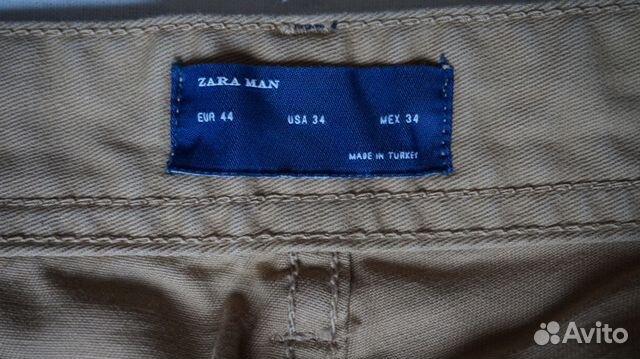 ZARA MAN
EUR 44 USA 34 MEX 34
MADE IN TURKEY
Avito